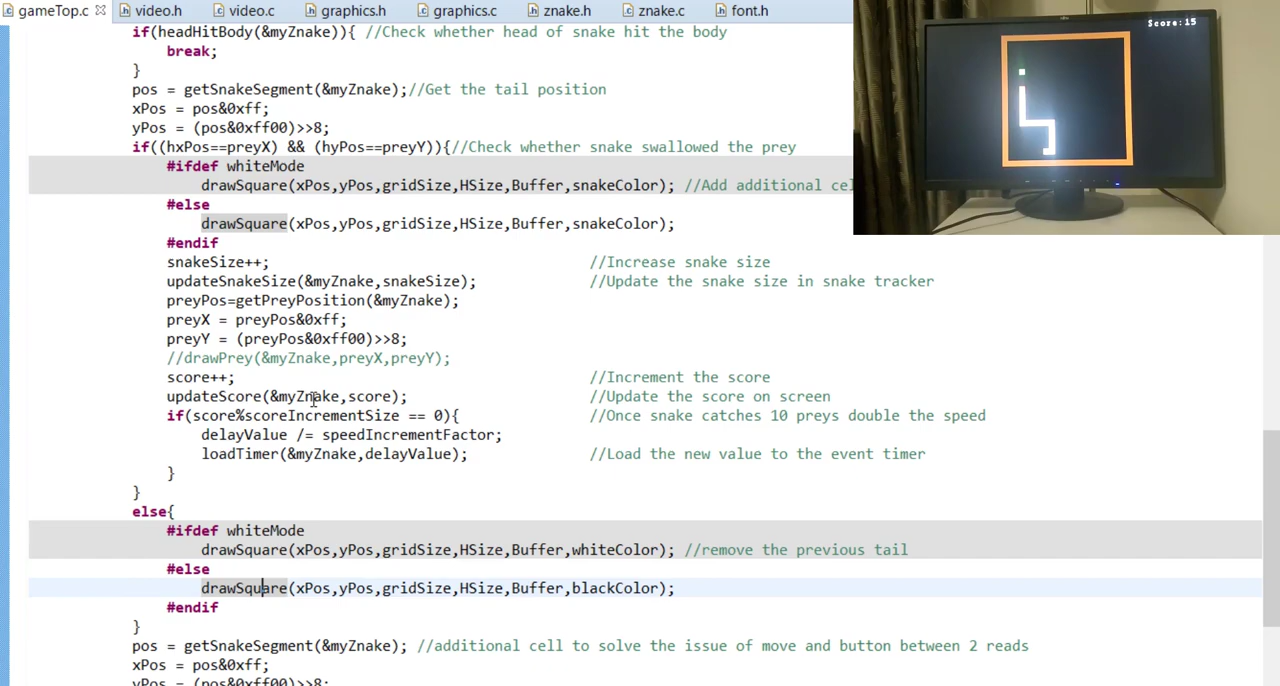 gameTop.c video.h video.c graphics.h graphics.c znake.h znake.c font.h
Score:15
if(headHitBody(&myZnake)){ //Check whether head of snake hit the body
break;
}
pos = getSnakeSegment(&myZnake);//Get the tail position
xPos = pos&0xff;
yPos = (pos&0xff00)>>8;
if((hxPos==preyX) && (hyPos==preyY)){//Check whether snake swallowed the prey
#ifdef whiteMode
drawSquare(xPos,yPos,gridSize,HSize,Buffer,snakeColor); //Add additional cel
#else
drawSquare(xPos,yPos,gridSize,HSize,Buffer,snakeColor);
#endif
snakeSize++; //Increase snake size
updateSnakeSize(&myZnake,snakeSize); //Update the snake size in snake tracker
preyPos=getPreyPosition(&myZnake);
preyX = preyPos&0xff;
preyY = (preyPos&0xff00)>>8;
//drawPrey(&myZnake,preyX,preyY);
score++; //Increment the score
updateScore(&myZnake,score); //Update the score on screen
if(score%scoreIncrementSize == 0){ //Once snake catches 10 preys double the speed
delayValue /= speedIncrementFactor;
loadTimer(&myZnake,delayValue); //Load the new value to the event timer
}
}
else{
#ifdef whiteMode
drawSquare(xPos,yPos,gridSize,HSize,Buffer,whiteColor); //remove the previous tail
#else
drawSquare(xPos,yPos,gridSize,HSize,Buffer,blackColor);
#endif
}
pos = getSnakeSegment(&myZnake); //additional cell to solve the issue of move and button between 2 reads
xPos = pos&0xff;
yPos = (pos&0xff00)>>8;